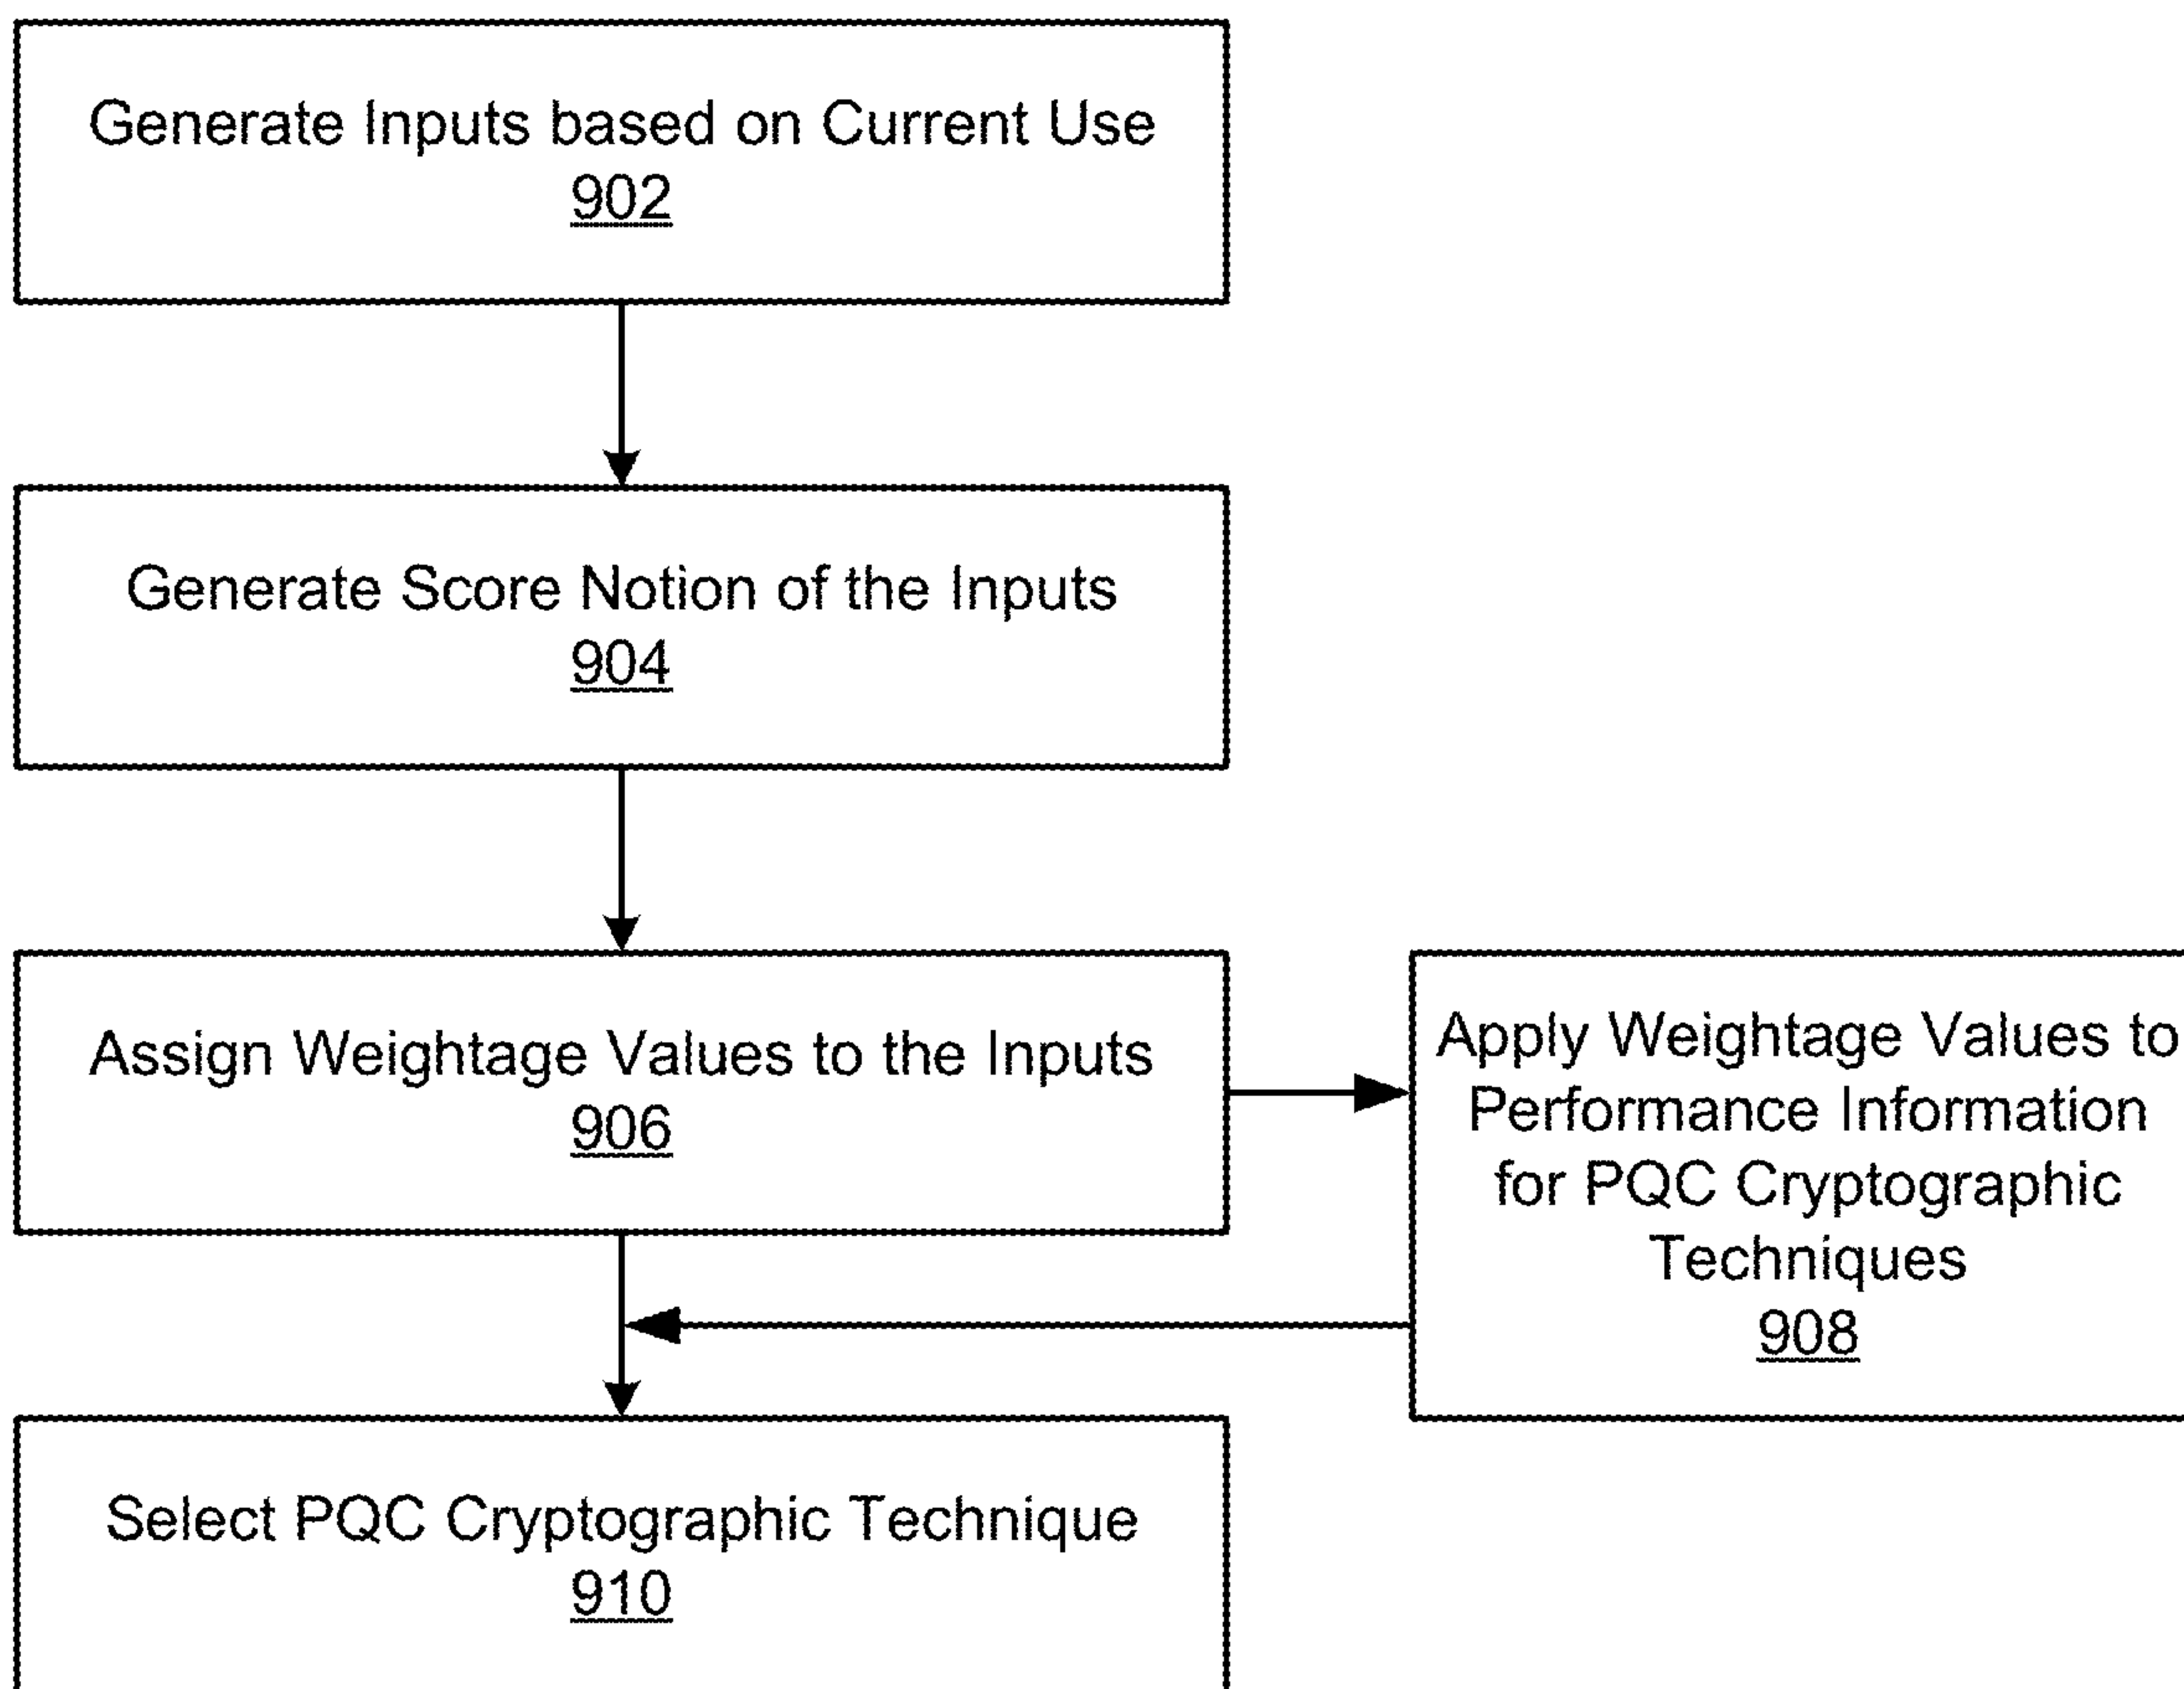 Generate Inputs based on Current Use
902
Generate Score Notion of the Inputs
904
Assign Weightage Values to the Inputs
906
Apply Weightage Values to
Performance Information
for PQC Cryptographic
Techniques
908
Select PQC Cryptographic Technique
910